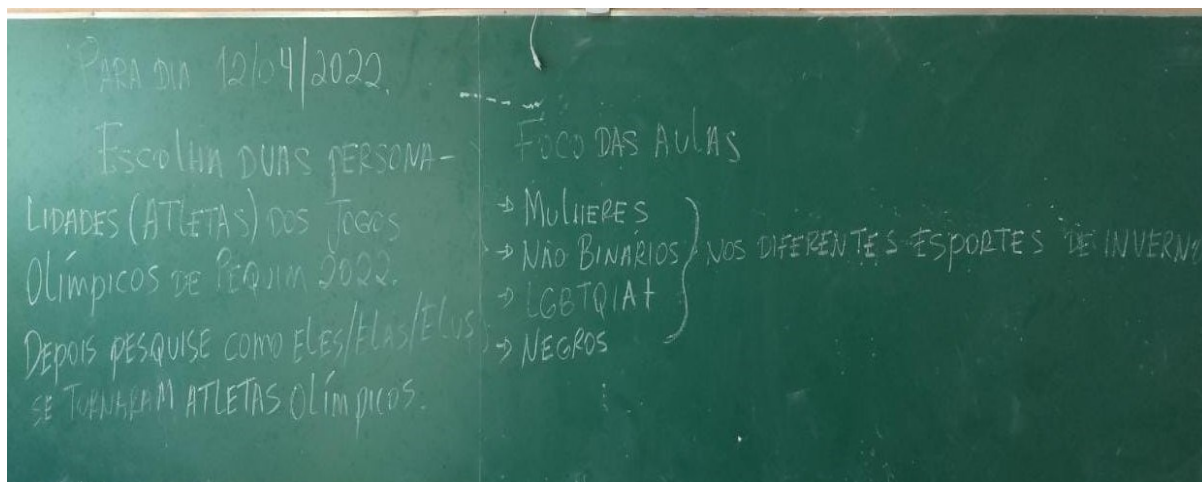 PARA DIA 12/04/2022.
ESCOLHA DUAS PERSONA-
LIDADES (ATLETAS) DOS JOGOS
OLÍMPICOS DE PEQUIM 2022.
DEPOIS PESQUISE COMO ELES/ELAS/ELUS
SE TORNARAM ATLETAS OLÍMPICOS.
FOCO DAS AULAS
→ MULHERES
→ NÃO BINÁRIOS
→ LGBTQIA+
→ NEGROS
} NOS DIFERENTES ESPORTES DE INVERNO